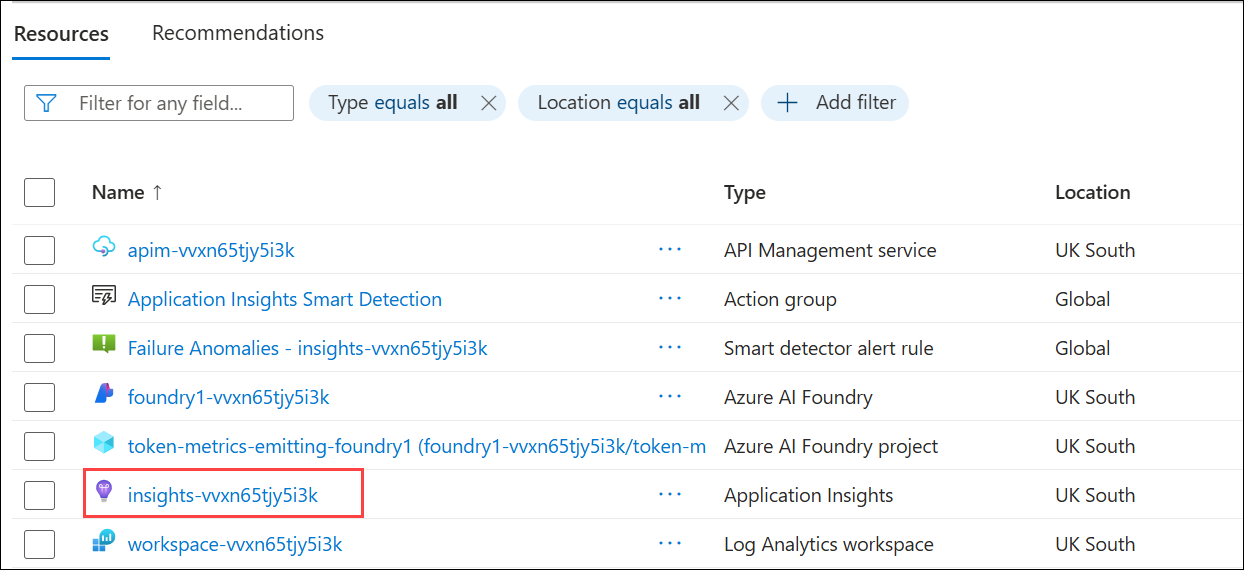 Resources Recommendations
Filter for any field... Type equals all Location equals all Add filter
Name ↑ Type Location
apim-vvxn65tjy5i3k ... API Management service UK South
Application Insights Smart Detection ... Action group Global
Failure Anomalies - insights-vvxn65tjy5i3k ... Smart detector alert rule Global
foundry1-vvxn65tjy5i3k ... Azure AI Foundry UK South
token-metrics-emitting-foundry1 (foundry1-vvxn65tjy5i3k/token-m ... Azure AI Foundry project UK South
insights-vvxn65tjy5i3k ... Application Insights UK South
workspace-vvxn65tjy5i3k ... Log Analytics workspace UK South